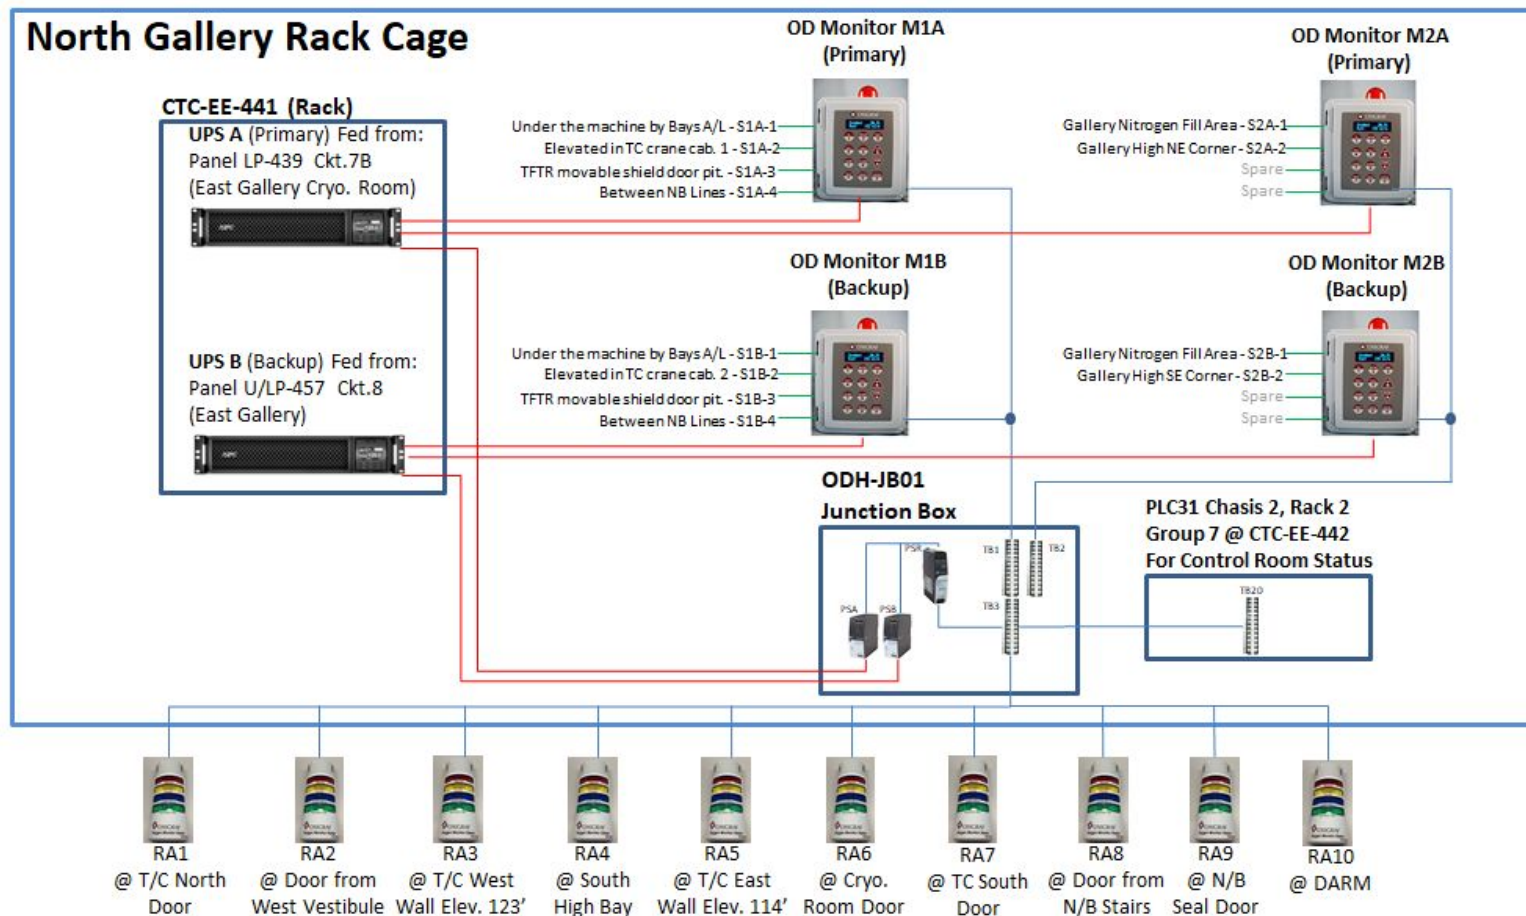 North Gallery Rack Cage
OD Monitor M1A
(Primary)
OD Monitor M2A
(Primary)
CTC-EE-441 (Rack)
UPS A (Primary) Fed from:
Panel LP-439 Ckt.7B
(East Gallery Cryo. Room)
Under the machine by Bays A/L - S1A-1
Elevated in TC crane cab. 1 - S1A-2
TFTR movable shield door pit. - S1A-3
Between NB Lines - S1A-4
Gallery Nitrogen Fill Area - S2A-1
Gallery High NE Corner - S2A-2
Spare
Spare
APC
OD Monitor M1B
(Backup)
OD Monitor M2B
(Backup)
UPS B (Backup) Fed from:
Panel U/LP-457 Ckt.8
(East Gallery)
Under the machine by Bays A/L - S1B-1
Elevated in TC crane cab. 2 - S1B-2
TFTR movable shield door pit. - S1B-3
Between NB Lines - S1B-4
Gallery Nitrogen Fill Area - S2B-1
Gallery High SE Corner - S2B-2
Spare
Spare
APC
ODH-JB01
Junction Box
PSR
TB1
TB2
PSA
PSB
TB3
PLC31 Chasis 2, Rack 2
Group 7 @ CTC-EE-442
For Control Room Status
TB20
RA1
@ T/C North
Door
RA2
@ Door from
West Vestibule
RA3
@ T/C West
Wall Elev. 123'
RA4
@ South
High Bay
RA5
@ T/C East
Wall Elev. 114'
RA6
@ Cryo.
Room Door
RA7
@ TC South
Door
RA8
@ Door from
N/B Stairs
RA9
@ N/B
Seal Door
RA10
@ DARM